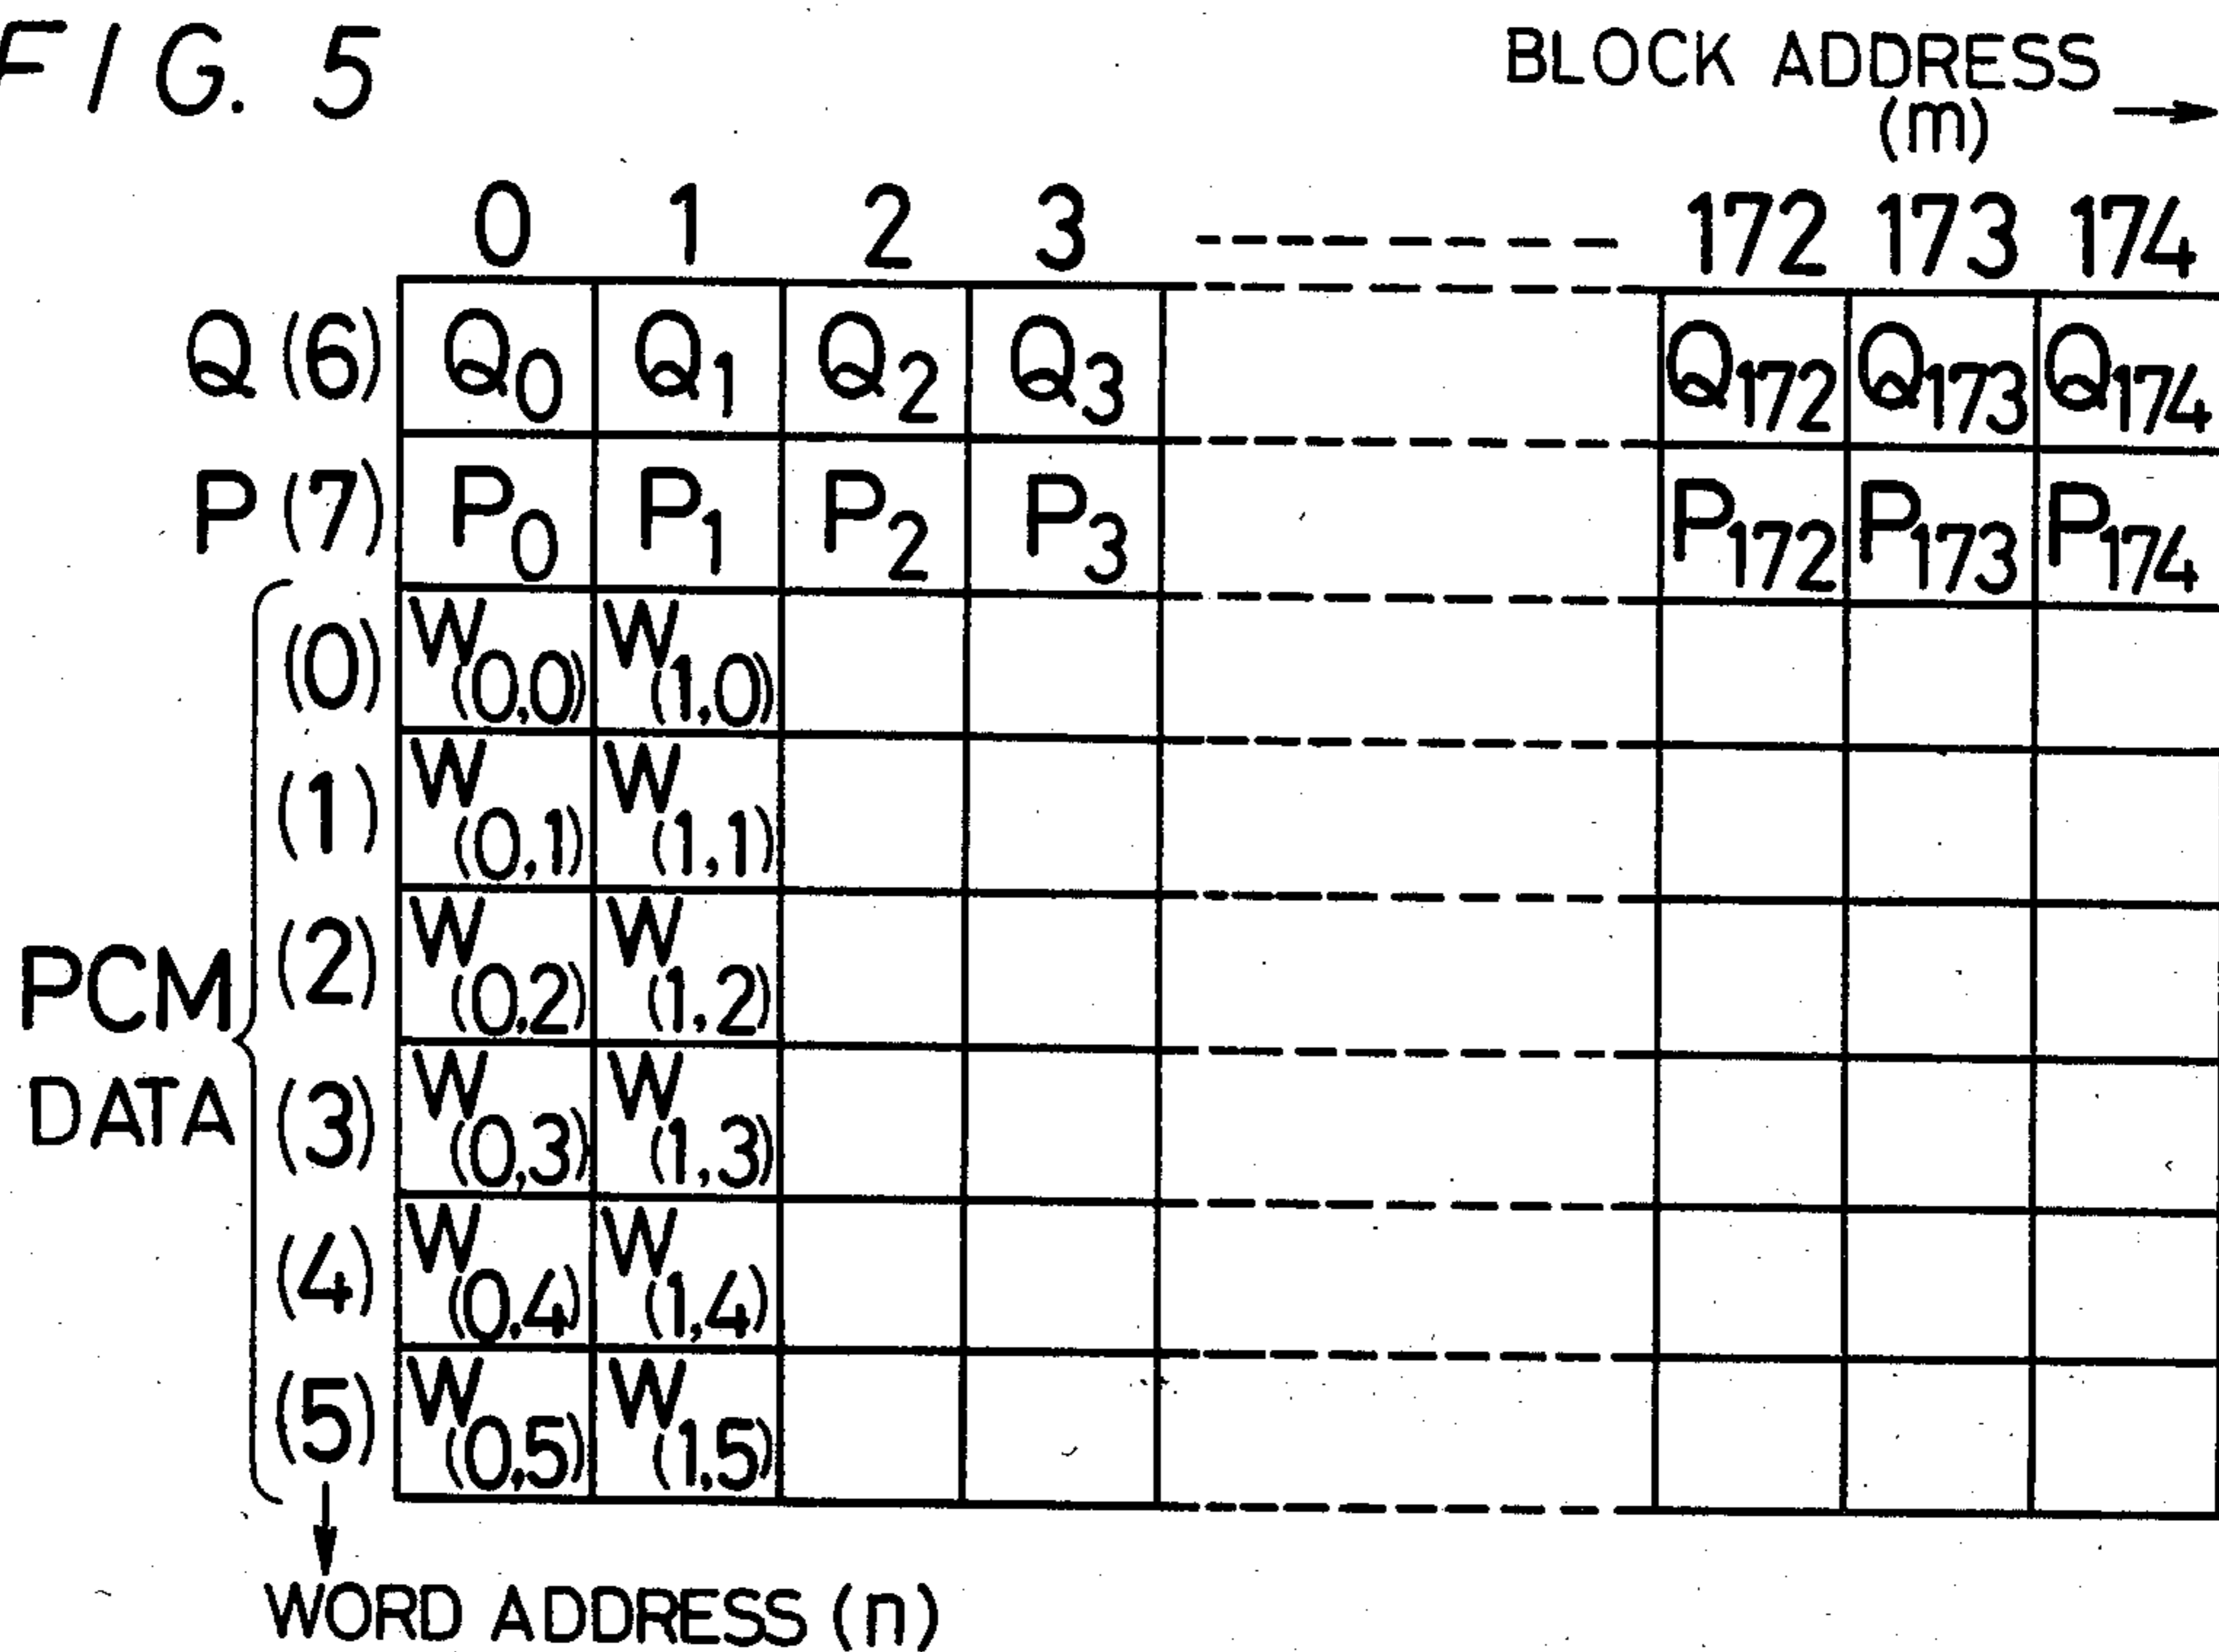 FIG. 5
BLOCK ADDRESS
(m)
0 1 2 3 172 173 174
Q (6) Q0 Q1 Q2 Q3 Q172 Q173 Q174
P (7) P0 P1 P2 P3 P172 P173 P174
(0) W(0,0) W(1,0)
(1) W(0,1) W(1,1)
(2) W(0,2) W(1,2)
PCM
DATA
(3) W(0,3) W(1,3)
(4) W(0,4) W(1,4)
(5) W(0,5) W(1,5)
WORD ADDRESS (n)